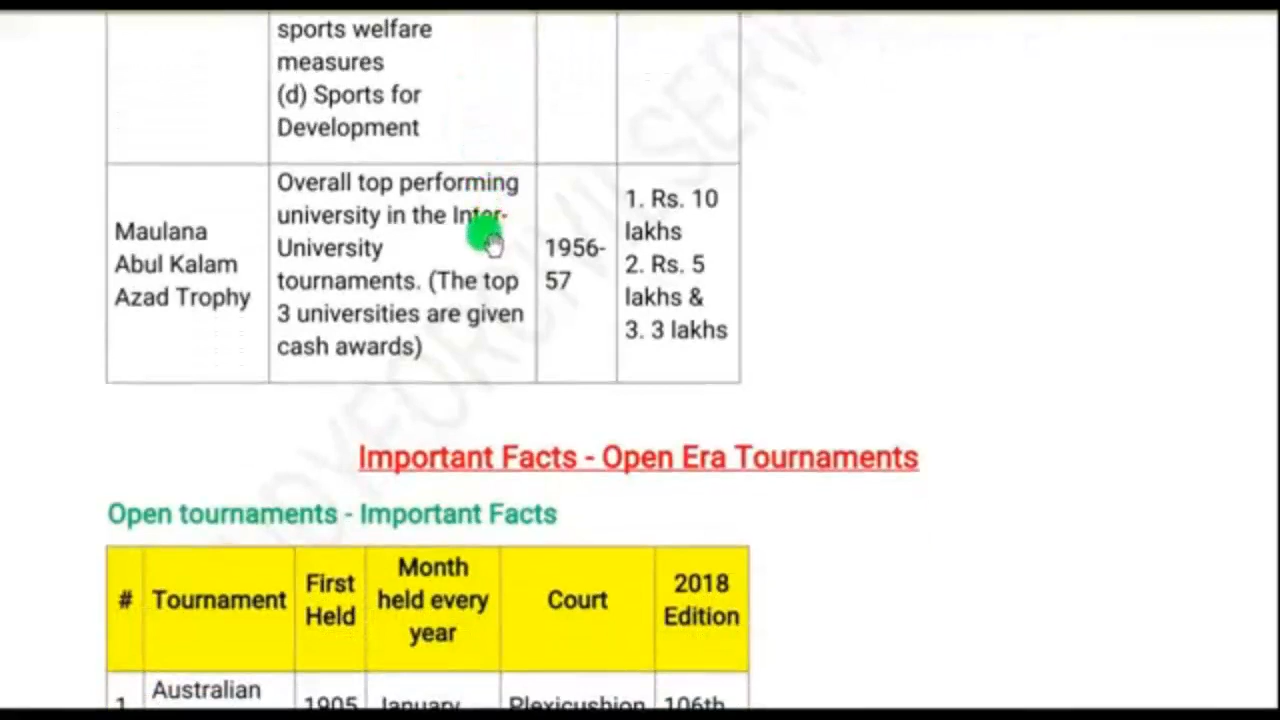 sports welfare
measures
(d) Sports for
Development
Maulana
Abul Kalam
Azad Trophy
Overall top performing
university in the Inter-
University
tournaments. (The top
3 universities are given
cash awards)
1956-
57
1. Rs. 10
lakhs
2. Rs. 5
lakhs &
3. 3 lakhs
Important Facts - Open Era Tournaments
Open tournaments - Important Facts
#
Tournament
First
Held
Month
held every
year
Court
2018
Edition
1
Australian
1905
January
Plexicushion
106th